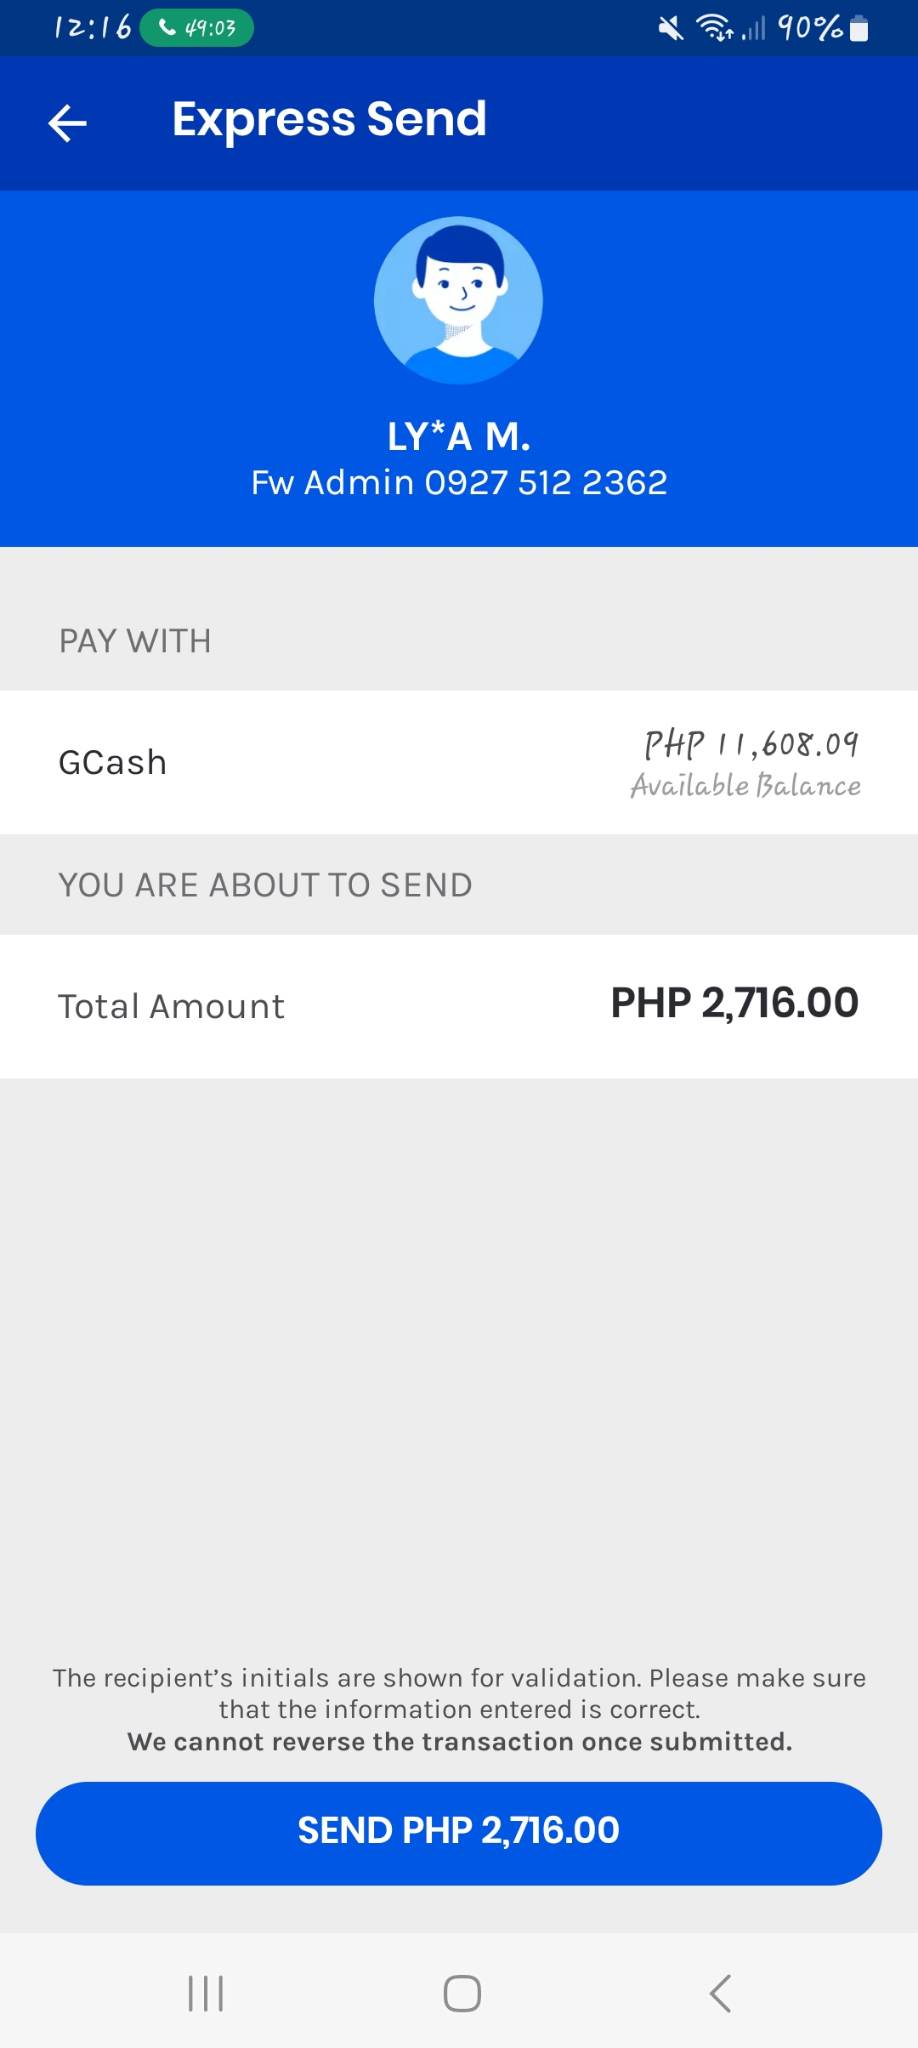 12:16 49:03 90%
Express Send
LY*A M.
Fw Admin 0927 512 2362
PAY WITH
GCash PHP 11,608.09
Available Balance
YOU ARE ABOUT TO SEND
Total Amount PHP 2,716.00
The recipient’s initials are shown for validation. Please make sure
that the information entered is correct.
We cannot reverse the transaction once submitted.
SEND PHP 2,716.00